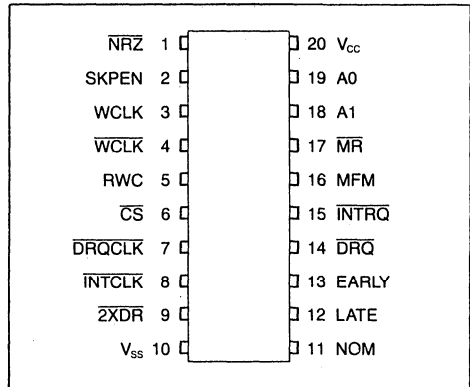 NRZ 1 20 Vcc
SKPEN 2 19 A0
WCLK 3 18 A1
WCLK 4 17 MR
RWC 5 16 MFM
CS 6 15 INTRQ
DRQCLK 7 14 DRQ
INTCLK 8 13 EARLY
2XDR 9 12 LATE
Vss 10 11 NOM